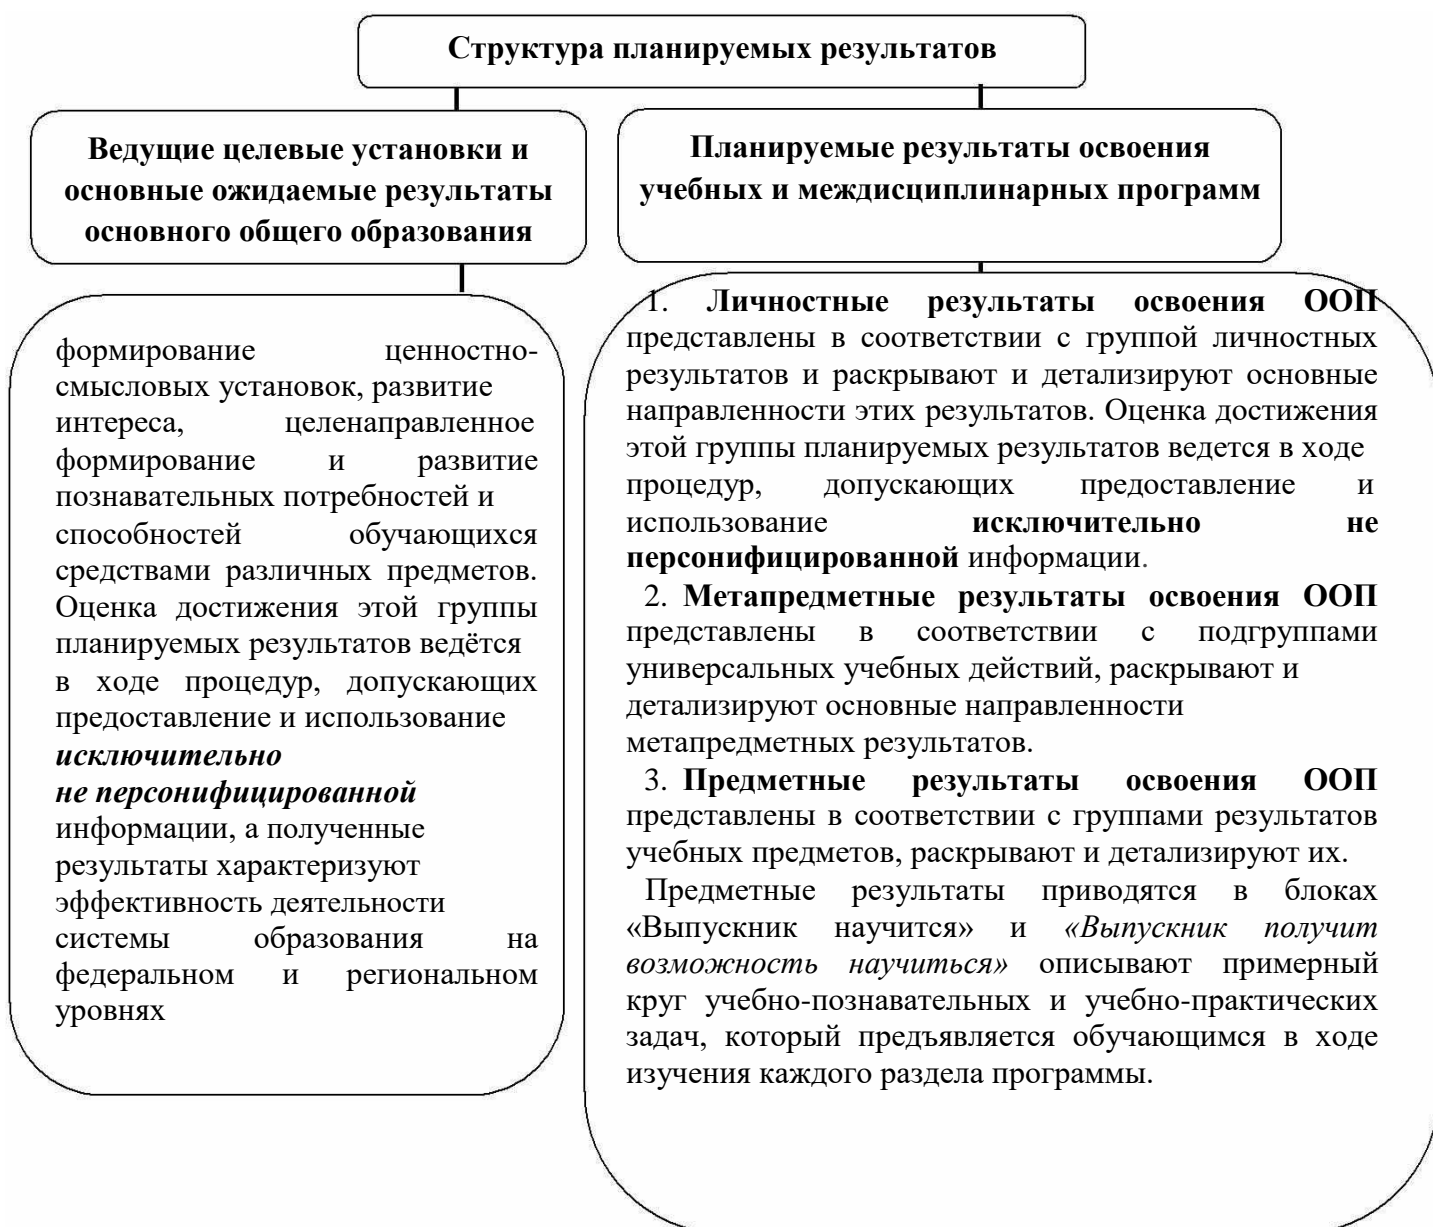 Структура планируемых результатов
Ведущие целевые установки и
основные ожидаемые результаты
основного общего образования
Планируемые результаты освоения
учебных и междисциплинарных программ
формирование ценностно-
смысловых установок, развитие
интереса, целенаправленное
формирование и развитие
познавательных потребностей и
способностей обучающихся
средствами различных предметов.
Оценка достижения этой группы
планируемых результатов ведётся
в ходе процедур, допускающих
предоставление и использование
исключительно
не персонифицированной
информации, а полученные
результаты характеризуют
эффективность деятельности
системы образования на
федеральном и региональном
уровнях
1. Личностные результаты освоения ООП
представлены в соответствии с группой личностных
результатов и раскрывают и детализируют основные
направленности этих результатов. Оценка достижения
этой группы планируемых результатов ведется в ходе
процедур, допускающих предоставление и
использование исключительно не
персонифицированной информации.
2. Метапредметные результаты освоения ООП
представлены в соответствии с подгруппами
универсальных учебных действий, раскрывают и
детализируют основные направленности
метапредметных результатов.
3. Предметные результаты освоения ООП
представлены в соответствии с группами результатов
учебных предметов, раскрывают и детализируют их.
Предметные результаты приводятся в блоках
«Выпускник научится» и «Выпускник получит
возможность научиться» описывают примерный
круг учебно-познавательных и учебно-практических
задач, который предъявляется обучающимся в ходе
изучения каждого раздела программы.